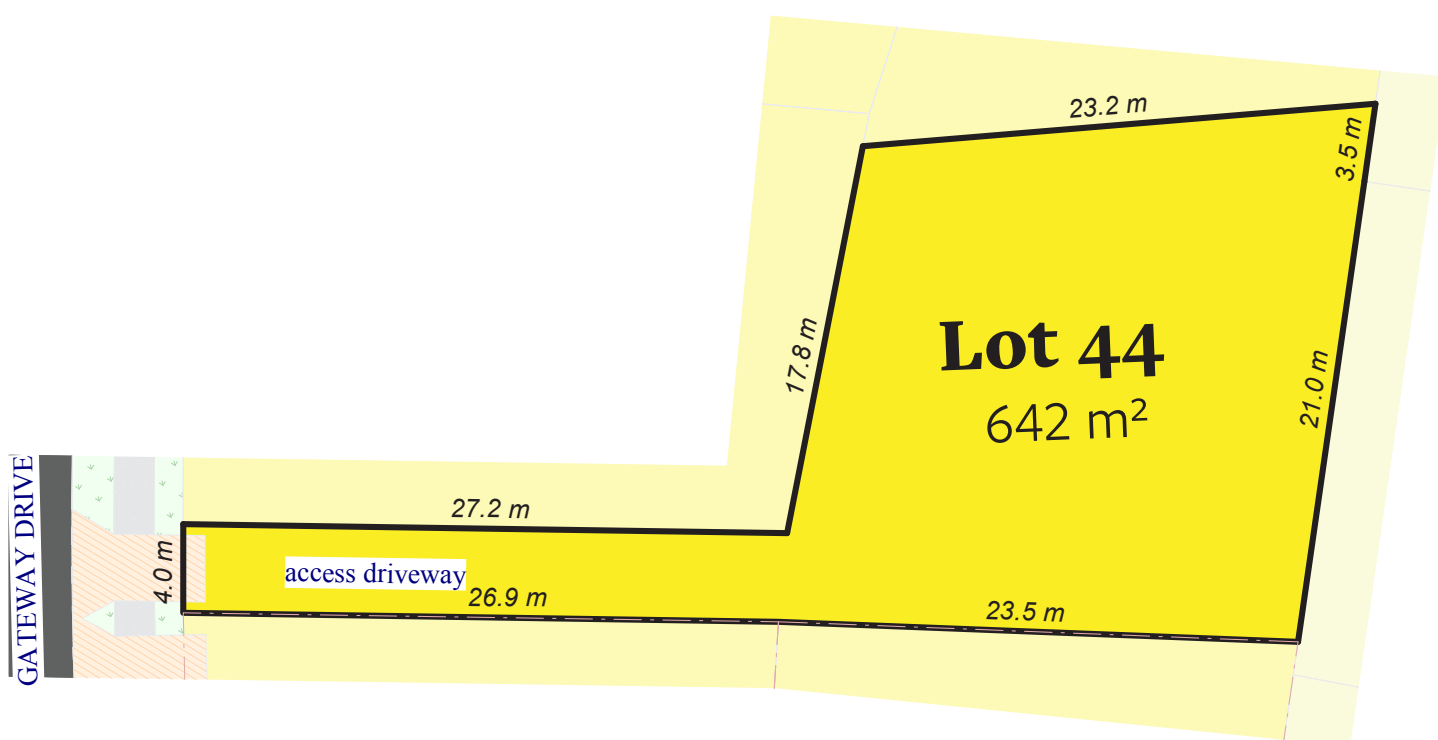 23.2 m
3.5 m
17.8 m
Lot 44
642 m²
21.0 m
GATEWAY DRIVE
27.2 m
4.0 m
access driveway
26.9 m
23.5 m